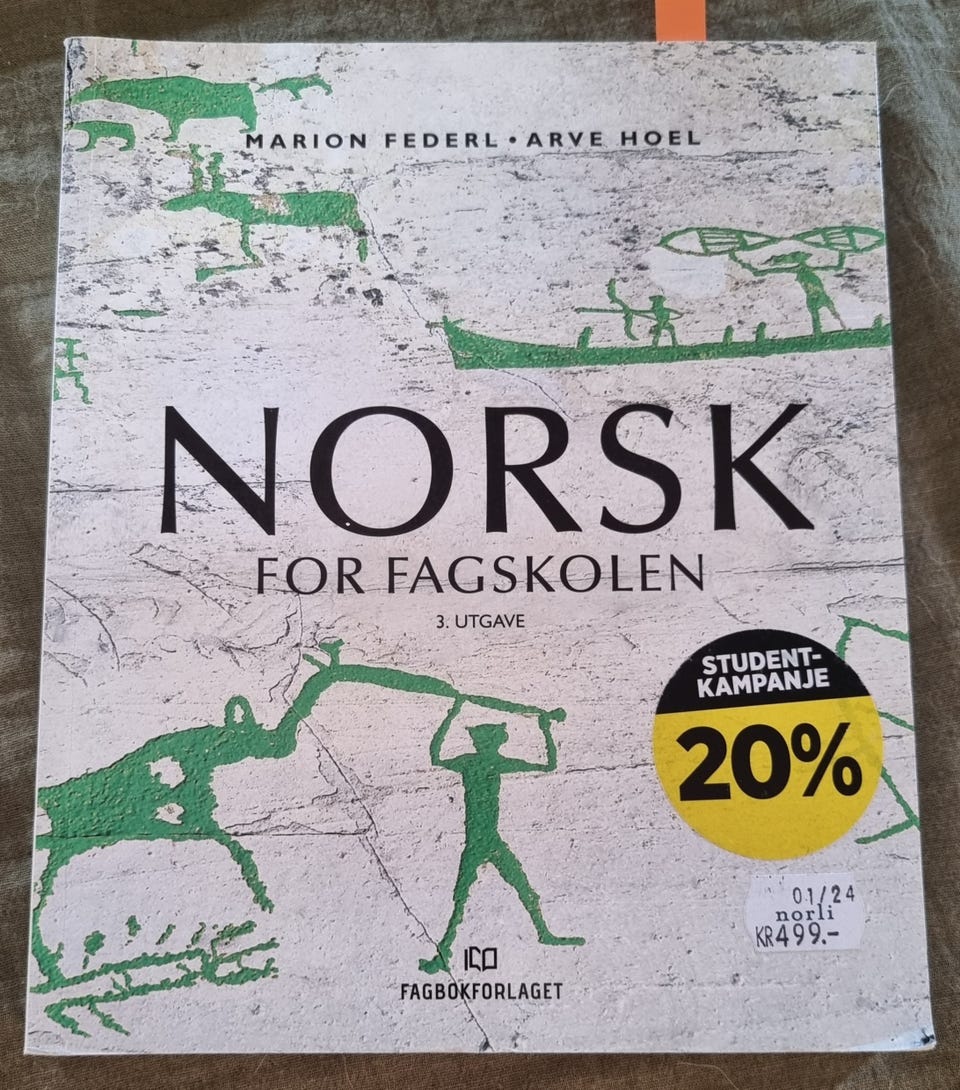 MARION FEDERL • ARVE HOEL
NORSK
FOR FAGSKOLEN
3. UTGAVE
STUDENT-
KAMPANJE
20%
01/24
norli
KR499.-
FAGBOKFORLAGET